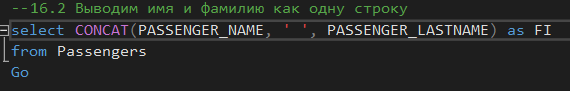 --16.2 Выводим имя и фамилию как одну строку
select CONCAT(PASSENGER_NAME, ' ', PASSENGER_LASTNAME) as FI
from Passengers
Go